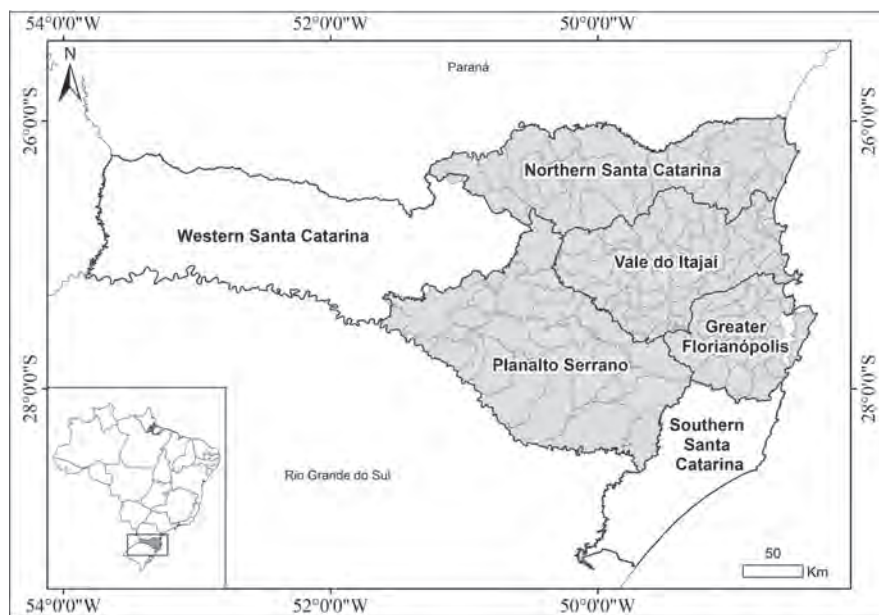 54°0'0"W
52°0'0"W
50°0'0"W
N
Paraná
26°0'0"S
26°0'0"S
Northern Santa Catarina
Western Santa Catarina
Vale do Itajaí
Greater
Florianópolis
Planalto Serrano
28°0'0"S
28°0'0"S
Southern
Santa
Catarina
Rio Grande do Sul
50
Km
54°0'0"W
52°0'0"W
50°0'0"W